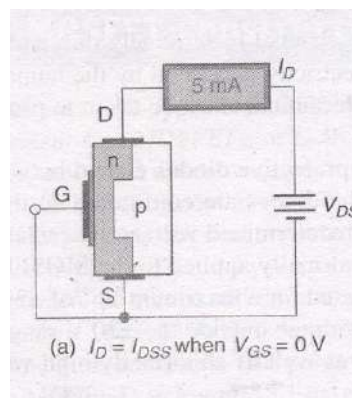 I_D
5 mA
D
n
G
p
V_DS
S
(a) I_D = I_DSS when V_GS = 0 V